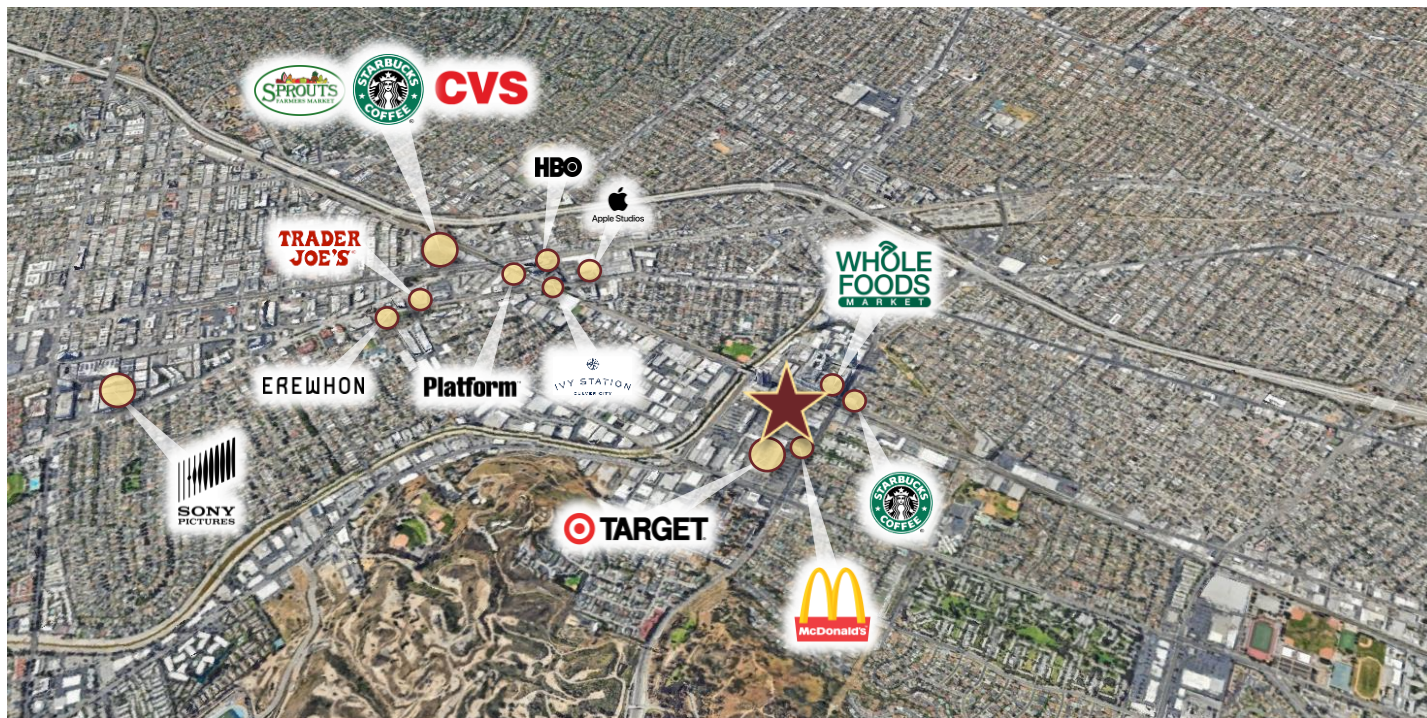 SPROUTS
FARMERS MARKET
STARBUCKS
COFFEE
CVS
HBO
Apple Studios
TRADER
JOE'S
WHOLE
FOODS
MARKET
EREWHON
Platform
IVY STATION
CULVER CITY
SONY
PICTURES
TARGET
STARBUCKS
COFFEE
McDonald's